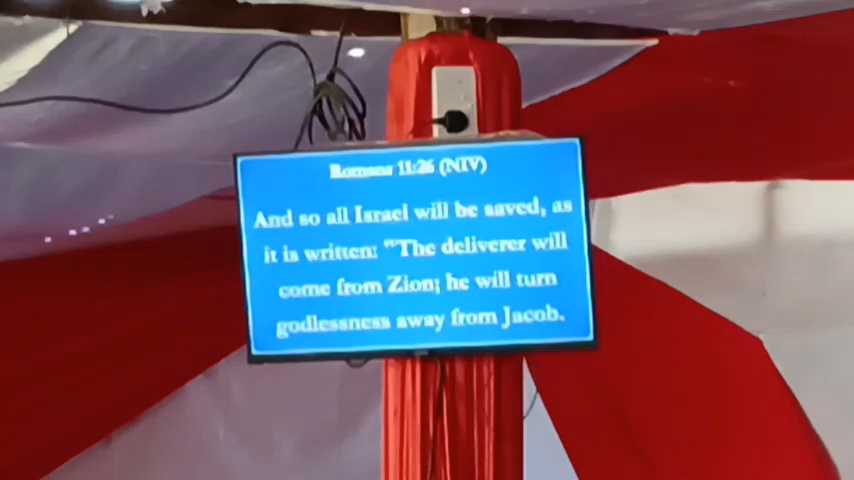 Romans 11:26 (NIV)
And so all Israel will be saved, as
it is written: “The deliverer will
come from Zion; he will turn
godlessness away from Jacob.